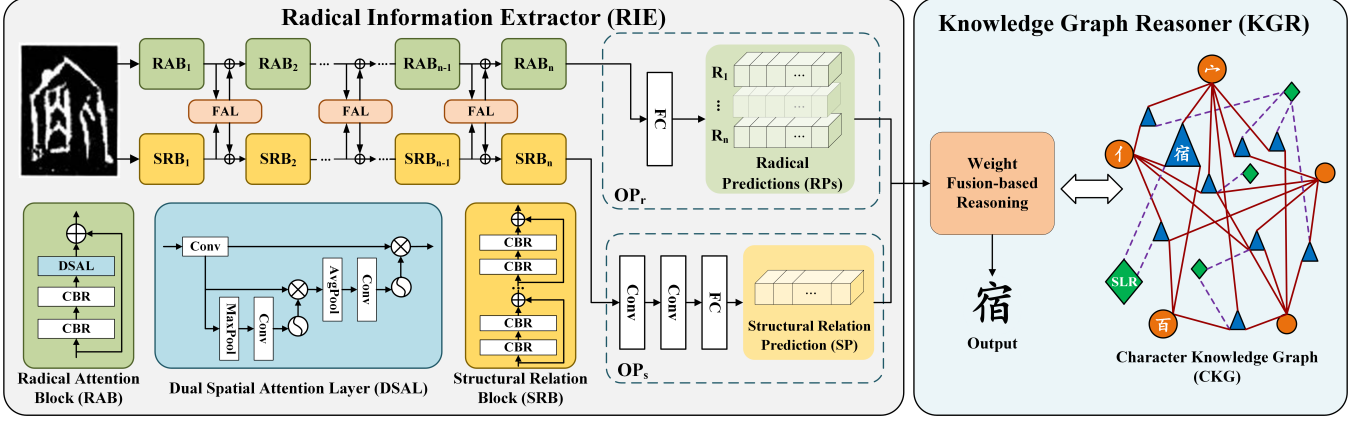 Radical Information Extractor (RIE)
RAB1
RAB2
...
...
RABn-1
RABn
FAL
FAL
FAL
SRB1
SRB2
...
...
SRBn-1
SRBn
FC
R1
...
Rn
...
...
...
Radical
Predictions (RPs)
OPr
DSAL
CBR
CBR
Radical Attention
Block (RAB)
Conv
MaxPool
Conv
AvgPool
Conv
Dual Spatial Attention Layer (DSAL)
CBR
CBR
...
CBR
CBR
Structural Relation
Block (SRB)
Conv
Conv
FC
...
Structural Relation
Prediction (SP)
OPs
Knowledge Graph Reasoner (KGR)
Weight
Fusion-based
Reasoning
宿
Output
宀
亻
宿
SLR
百
Character Knowledge Graph
(CKG)